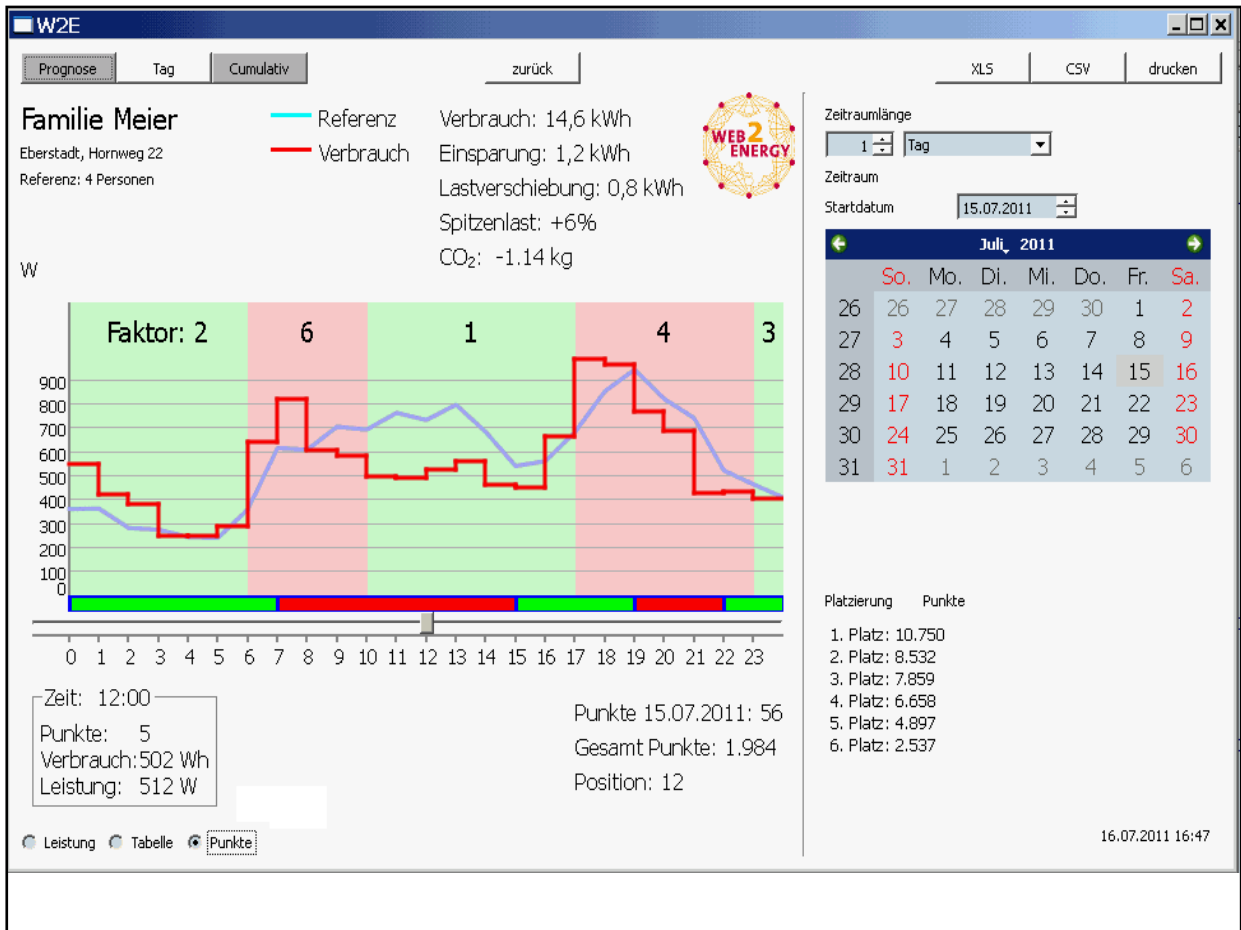 W2E
Prognose Tag Cumulativ zurück XLS CSV drucken
Familie Meier
Eberstadt, Hornweg 22
Referenz: 4 Personen
Referenz
Verbrauch
Verbrauch: 14,6 kWh
Einsparung: 1,2 kWh
Lastverschiebung: 0,8 kWh
Spitzenlast: +6%
CO₂: -1.14 kg
WEB2
ENERGY
W
Faktor: 2 6 1 4 3
900
800
700
600
500
400
300
200
100
0
0 1 2 3 4 5 6 7 8 9 10 11 12 13 14 15 16 17 18 19 20 21 22 23
Zeit: 12:00
Punkte: 5
Verbrauch: 502 Wh
Leistung: 512 W
Punkte 15.07.2011: 56
Gesamt Punkte: 1.984
Position: 12
Leistung Tabelle Punkte
Zeitraumlänge
1 Tag
Zeitraum
Startdatum 15.07.2011
Juli, 2011
So. Mo. Di. Mi. Do. Fr. Sa.
26 26 27 28 29 30 1 2
27 3 4 5 6 7 8 9
28 10 11 12 13 14 15 16
29 17 18 19 20 21 22 23
30 24 25 26 27 28 29 30
31 31 1 2 3 4 5 6
Platzierung Punkte
1. Platz: 10.750
2. Platz: 8.532
3. Platz: 7.859
4. Platz: 6.658
5. Platz: 4.897
6. Platz: 2.537
16.07.2011 16:47